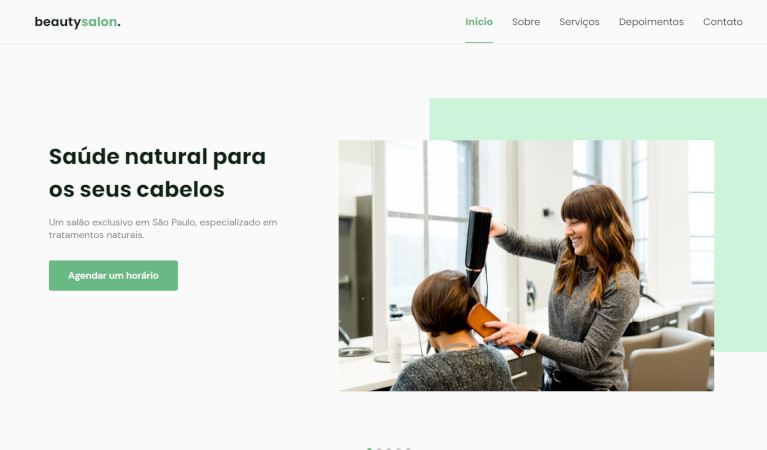 beautysalon.
Início
Sobre
Serviços
Depoimentos
Contato
Saúde natural para
os seus cabelos
Um salão exclusivo em São Paulo, especializado em
tratamentos naturais.
Agendar um horário